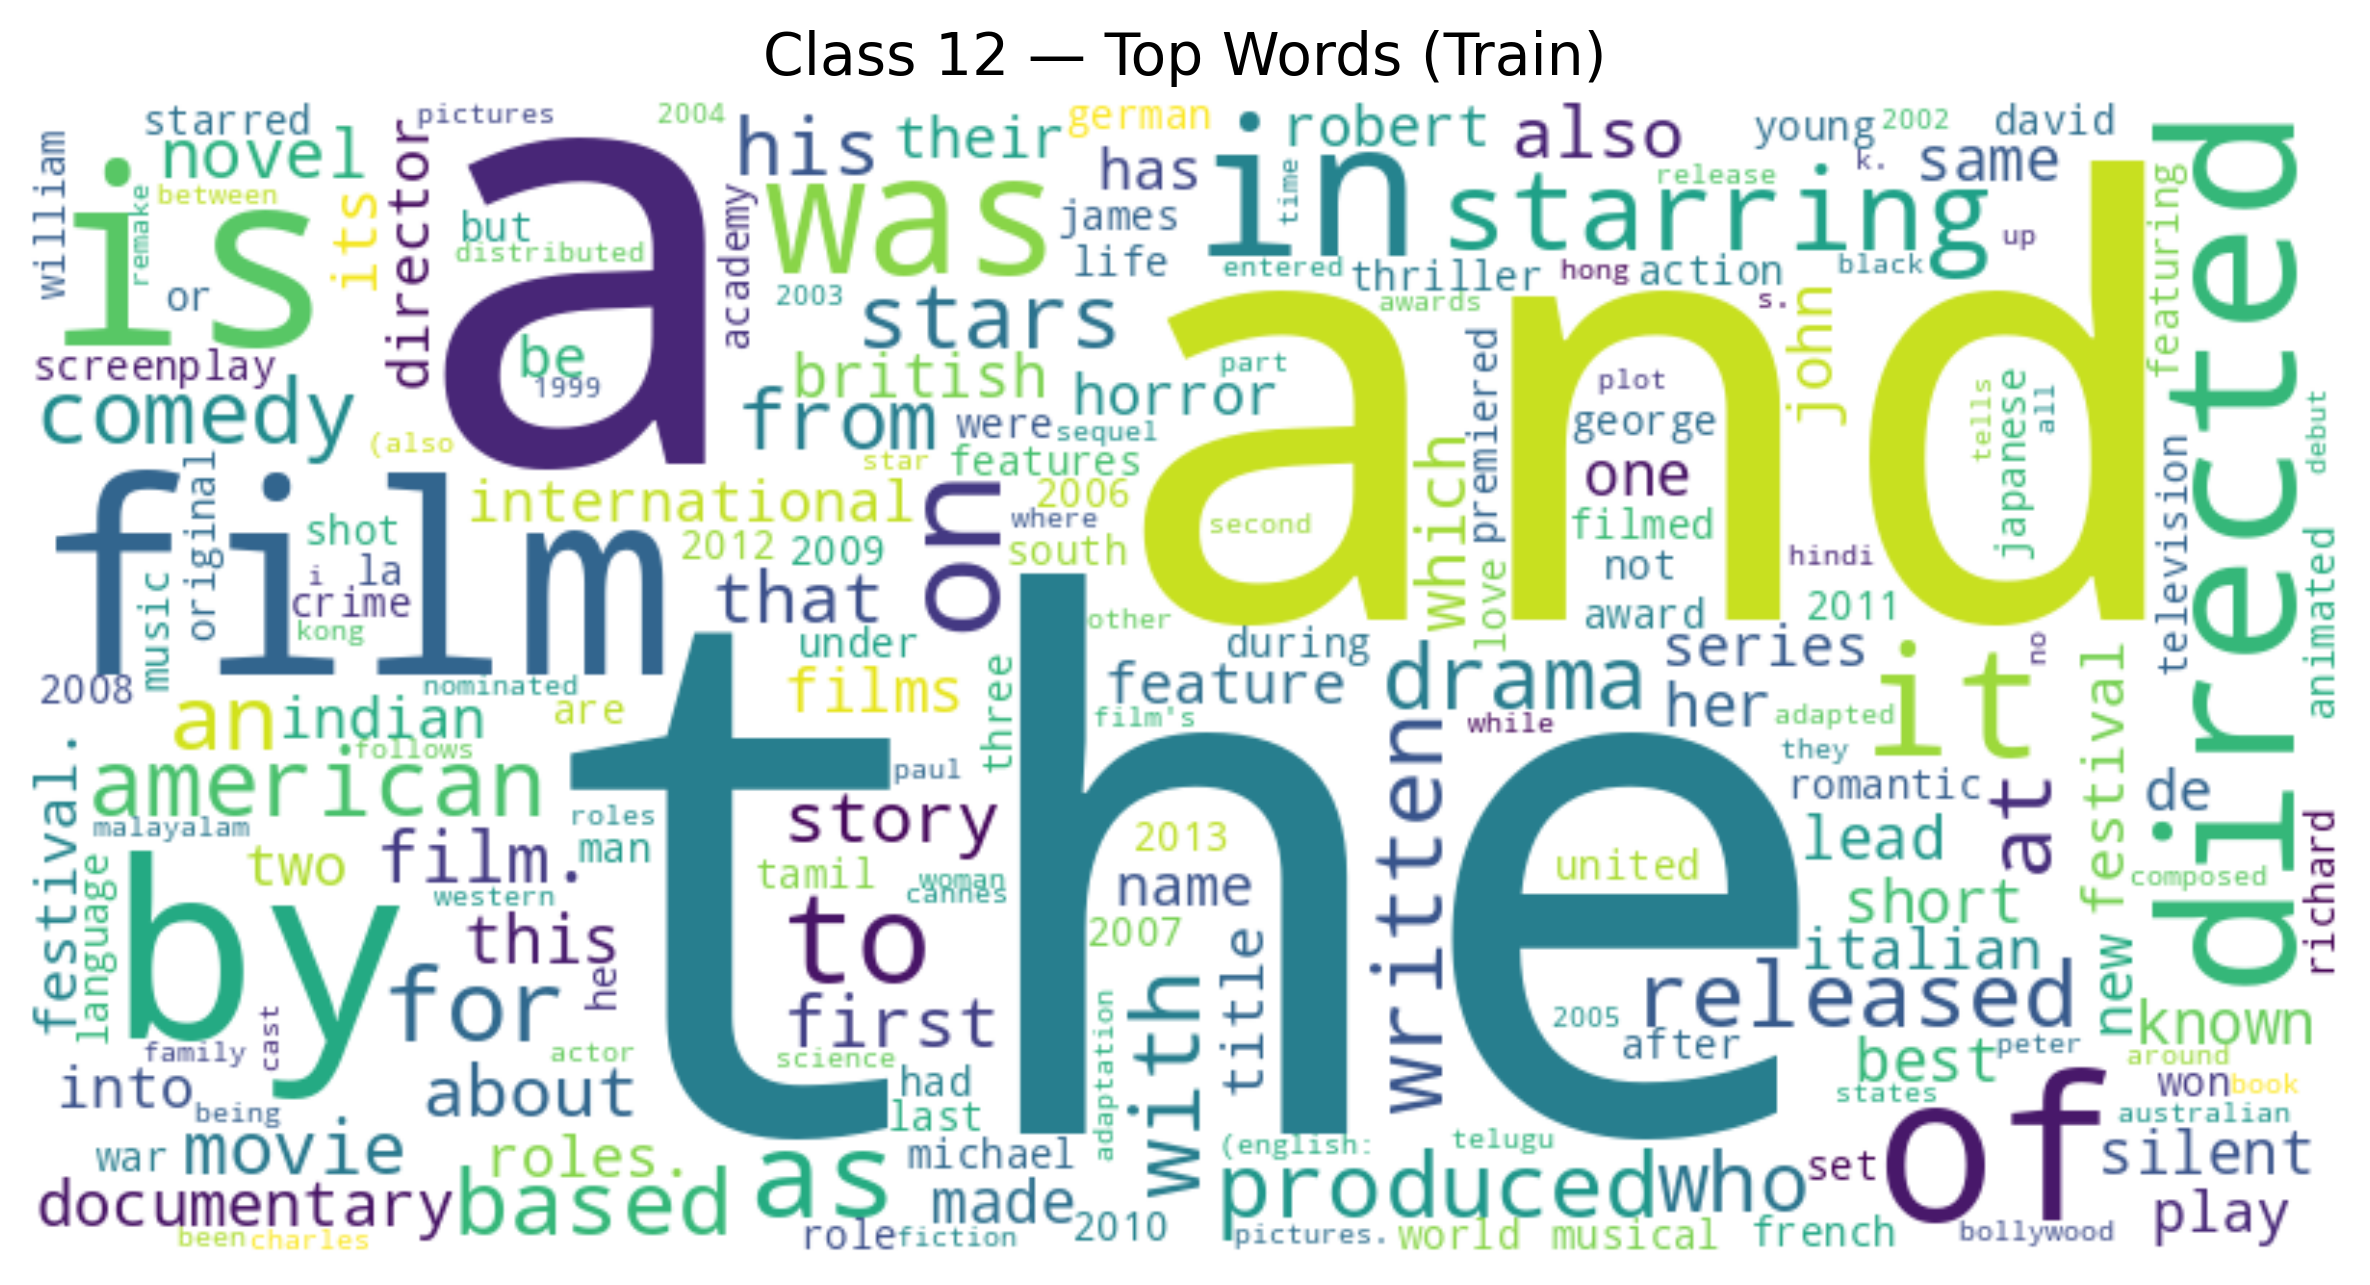 Class 12 — Top Words (Train)
starred
pictures
2004
his
their
german
in
robert
also
young
2002
david
directed
william
novel
is
between
remake
its
director
a
but
distributed
academy
was
has
james
life
time
starring
release
k.
same
up
featuring
or
2003
stars
entered
thriller
hong
action
black
s.
awards
and
john
screenplay
be
1999
comedy
(also
british
from
horror
part
were
sequel
star
features
premiered
plot
george
one
filmed
not
award
which
love
tells
japanese
all
television
debut
animated
film
original
shot
i
la
crime
kong
music
international
2012
2009
on
2006
where
south
second
hindi
2011
that
the
other
under
during
films
feature
drama
series
it
no
her
2008
nominated
an
indian
are
three
film's
written
while
adapted
they
festival
festival.
follows
american
paul
romantic
at
de
malayalam
roles
story
2013
united
lead
language
two
film.
man
western
tamil
woman
cannes
name
composed
richard
by
this
to
2007
title
short
italian
new
for
he
first
with
released
2005
after
known
family
cast
actor
science
adaptation
best
peter
around
into
being
about
had
last
states
of
won
book
australian
war
movie
roles.
as
michael
(english:
telugu
produced
who
set
silent
documentary
based
made
play
been
charles
role
fiction
2010
pictures.
world
musical
french
bollywood